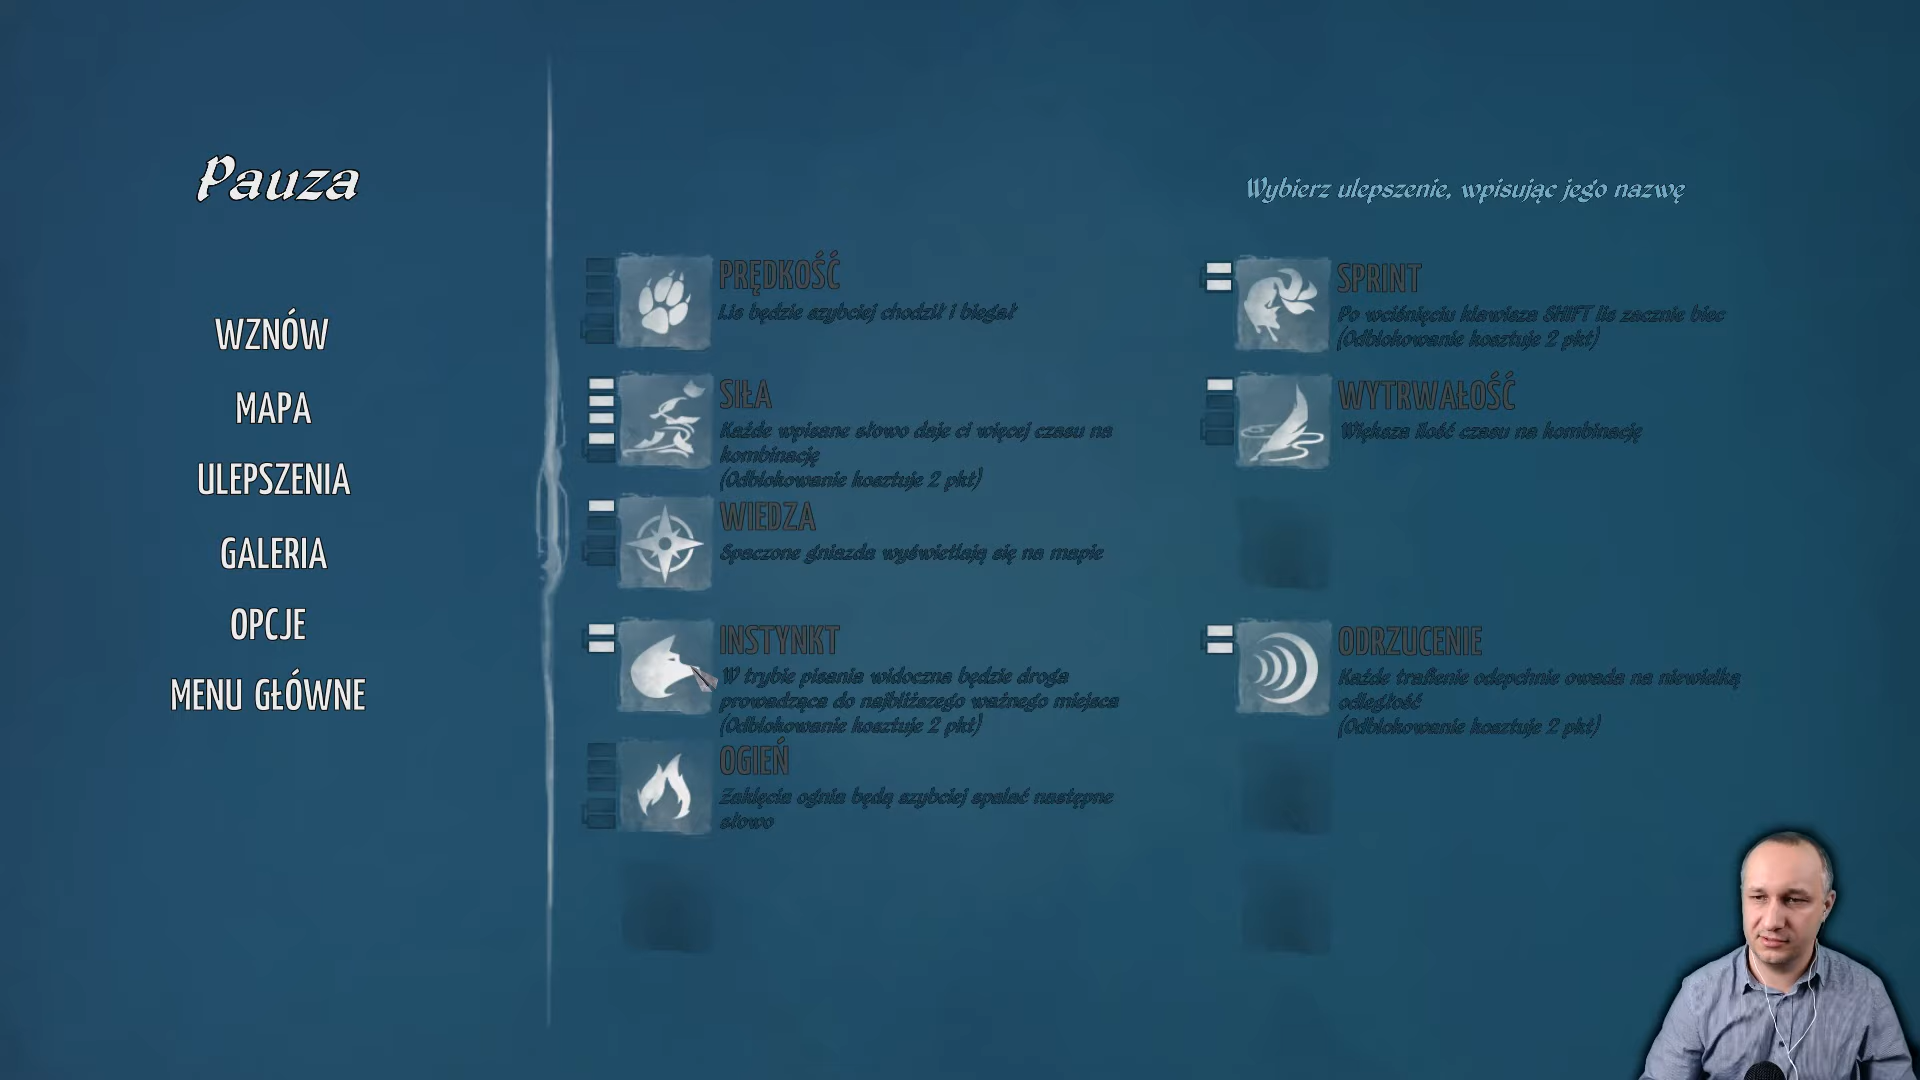 Pauza
WZNÓW
MAPA
ULEPSZENIA
GALERIA
OPCJE
MENU GŁÓWNE
Wybierz ulepszenie, wpisując jego nazwę
PRĘDKOŚĆ
Lis będzie szybciej chodził i biegał
SIŁA
Każde wpisane słowo daje ci więcej czasu na
kombinację
(Odblokowanie kosztuje 2 pkt)
WIEDZA
Spaczone gniazda wyświetlają się na mapie
INSTYNKT
W trybie pisania widoczna będzie droga
prowadząca do najbliższego ważnego miejsca
(Odblokowanie kosztuje 2 pkt)
OGIEŃ
Zaklęcia ognia będą szybciej spalać następne
słowo
SPRINT
Po wciśnięciu klawisza SHIFT lis zacznie biec
(Odblokowanie kosztuje 2 pkt)
WYTRWAŁOŚĆ
Większa ilość czasu na kombinację
ODRZUCENIE
Każde trafienie odepchnie owada na niewielką
odległość
(Odblokowanie kosztuje 2 pkt)